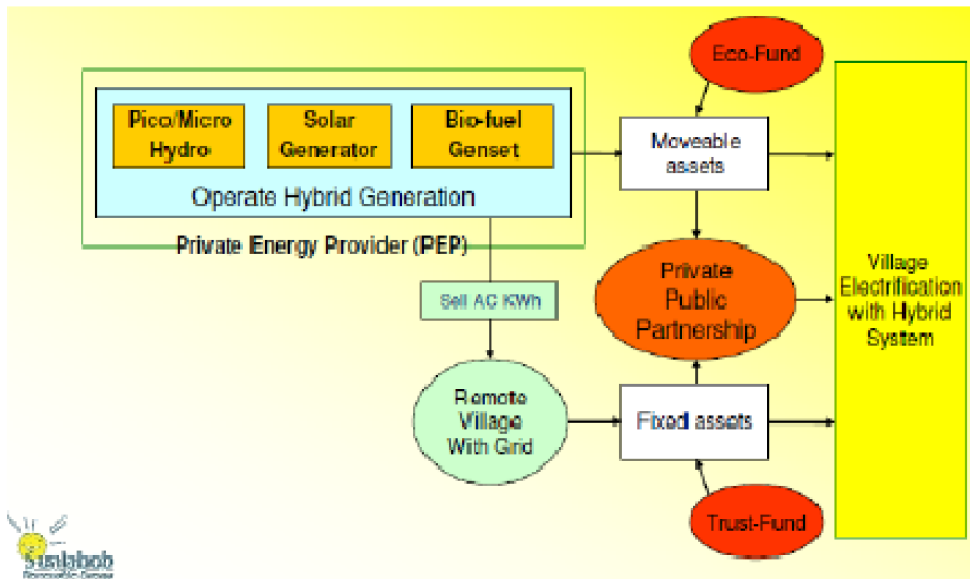 Eco-Fund
Pico/Micro
Hydro
Solar
Generator
Bio-fuel
Genset
Operate Hybrid Generation
Private Energy Provider (PEP)
Moveable
assets
Sell AC KWh
Private
Public
Partnership
Village
Electrification
with Hybrid
System
Remote
Village
With Grid
Fixed assets
Trust-Fund
Sunlabob